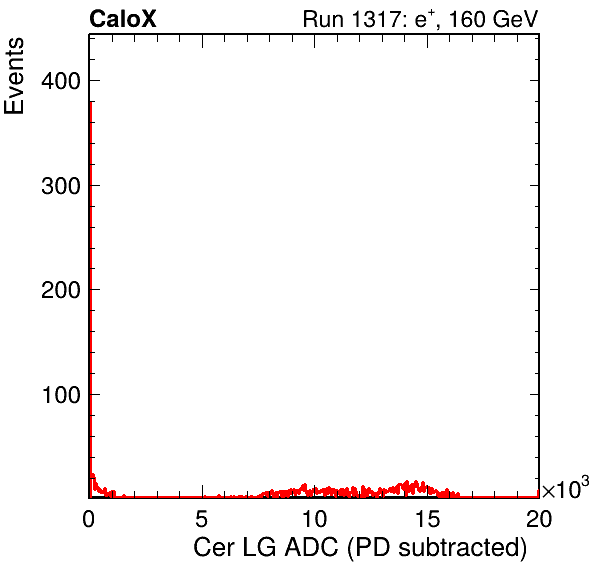 CaloX Run 1317: e⁺, 160 GeV
Events
400
300
200
100
0 5 10 15 20
×10³
Cer LG ADC (PD subtracted)